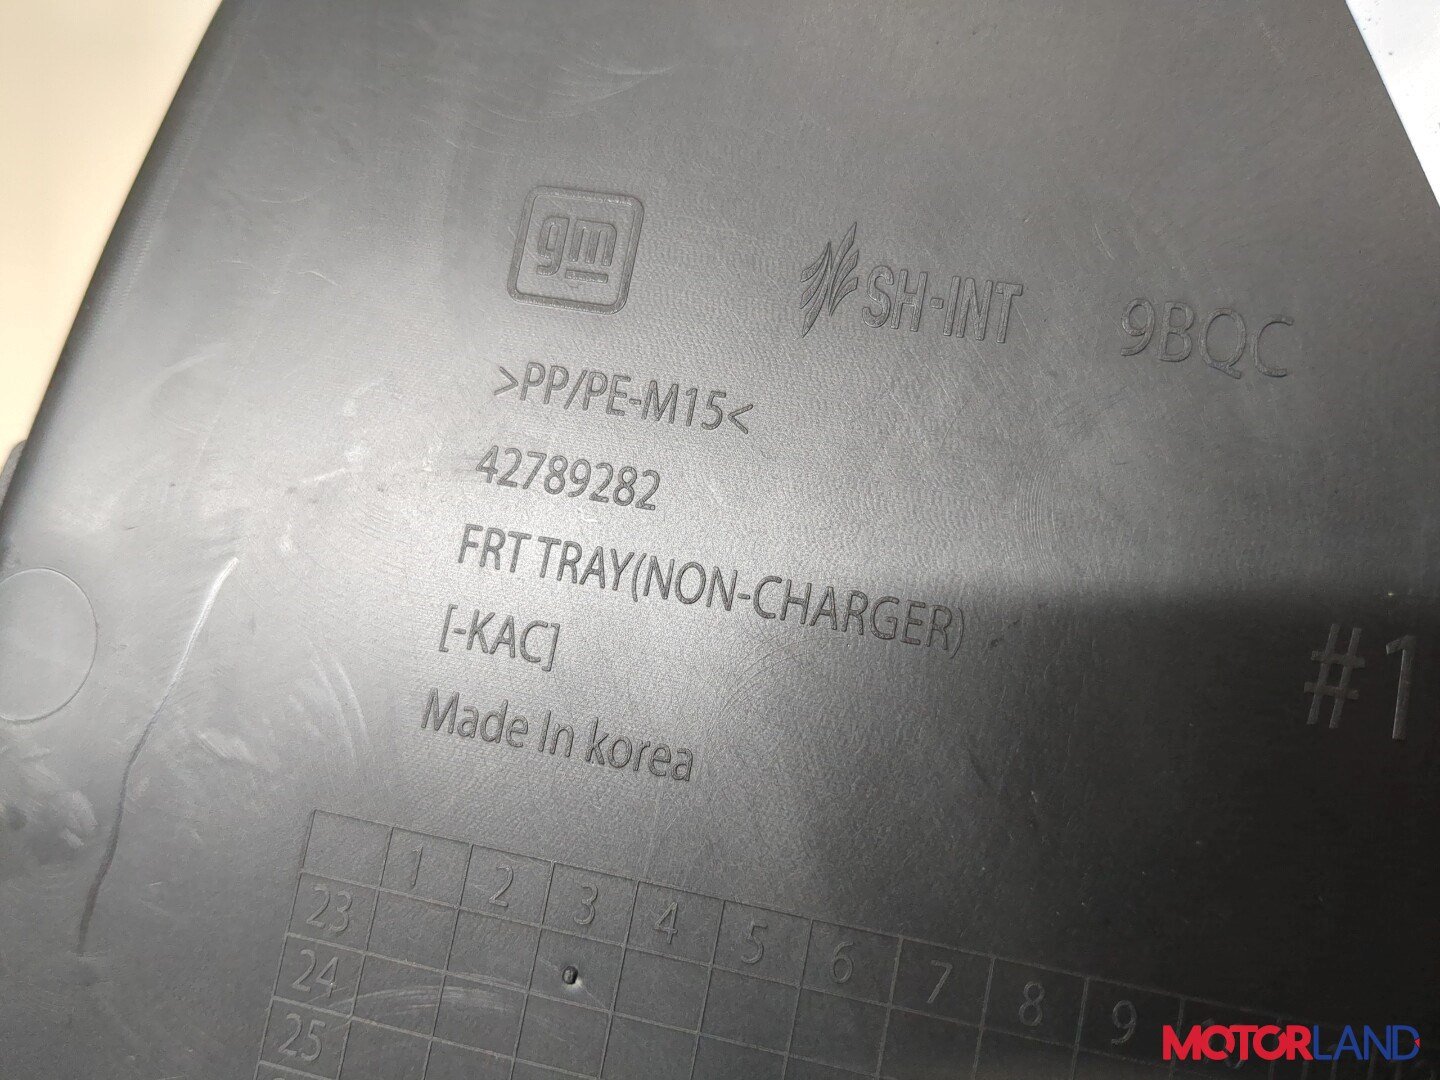 gm SH-INT 9BQC
>PP/PE-M15<
42789282
FRT TRAY(NON-CHARGER)
[-KAC]
#1
Made In korea
1 2 3 4 5 6 7 8 9
23
24
25
MOTORLAND